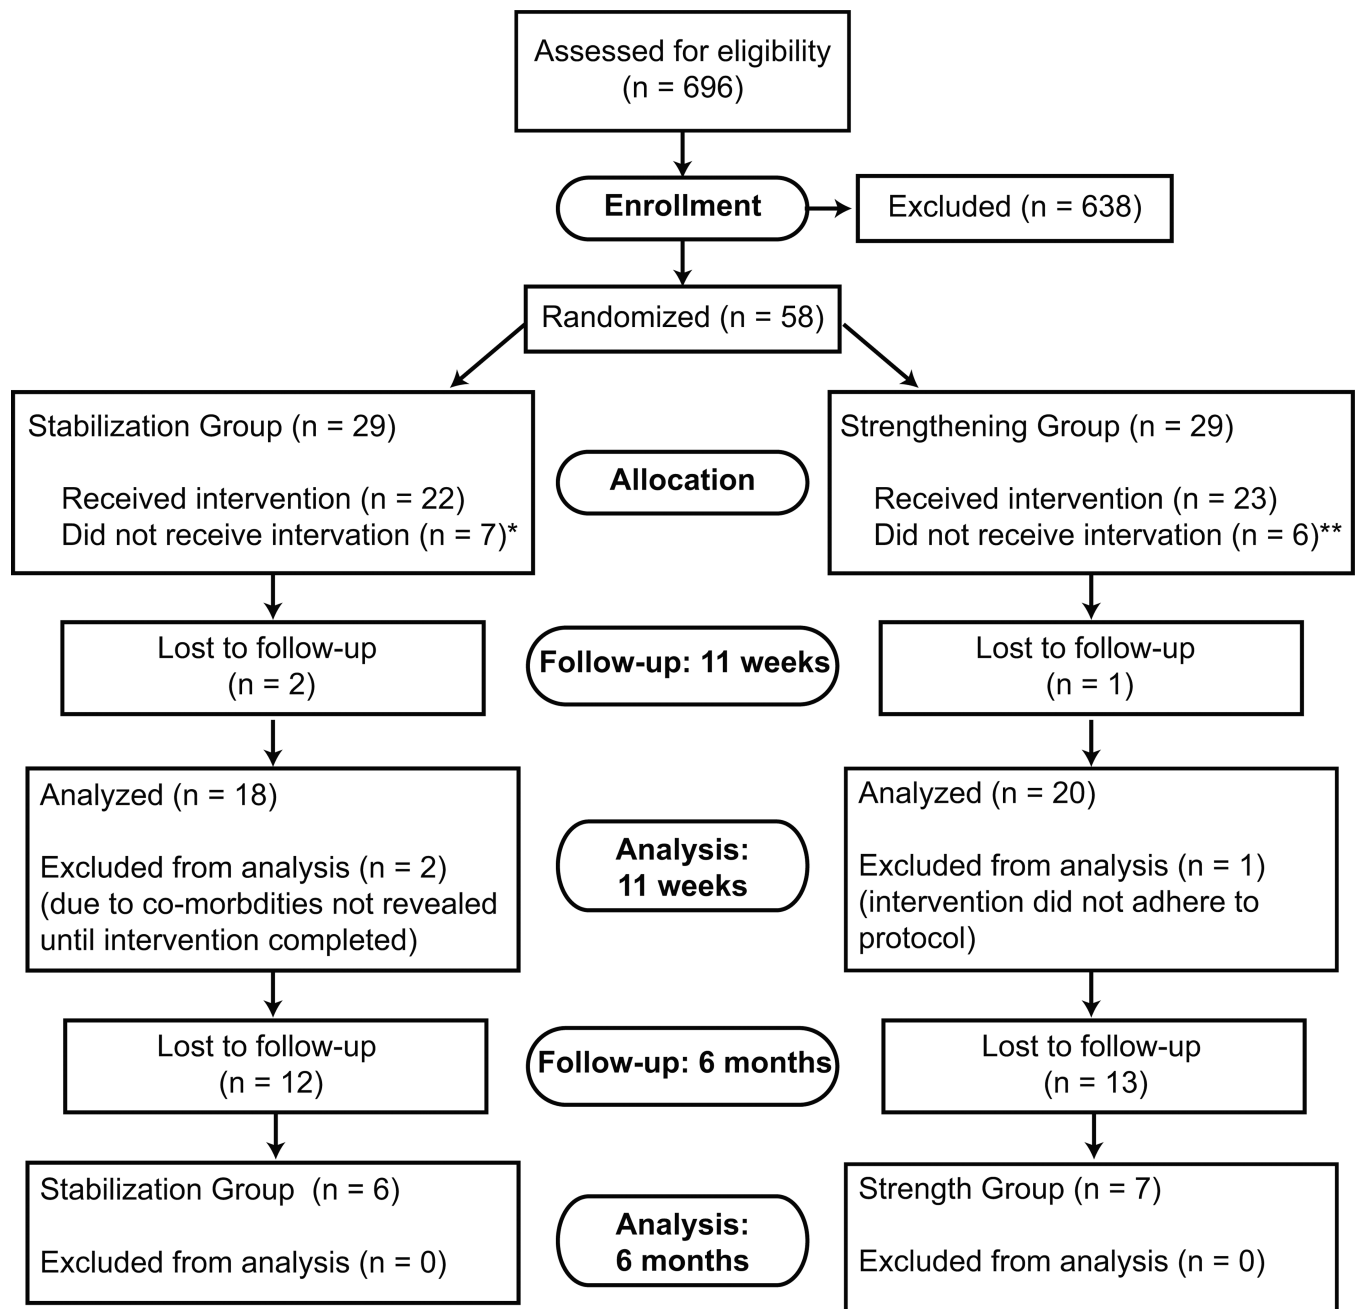 Assessed for eligibility
(n = 696)
Enrollment
Excluded (n = 638)
Randomized (n = 58)
Stabilization Group (n = 29)
Received intervention (n = 22)
Did not receive intervation (n = 7)*
Allocation
Strengthening Group (n = 29)
Received intervention (n = 23)
Did not receive intervation (n = 6)**
Lost to follow-up
(n = 2)
Follow-up: 11 weeks
Lost to follow-up
(n = 1)
Analyzed (n = 18)
Excluded from analysis (n = 2)
(due to co-morbdities not revealed
until intervention completed)
Analysis:
11 weeks
Analyzed (n = 20)
Excluded from analysis (n = 1)
(intervention did not adhere to
protocol)
Lost to follow-up
(n = 12)
Follow-up: 6 months
Lost to follow-up
(n = 13)
Stabilization Group  (n = 6)
Excluded from analysis (n = 0)
Analysis:
6 months
Strength Group (n = 7)
Excluded from analysis (n = 0)